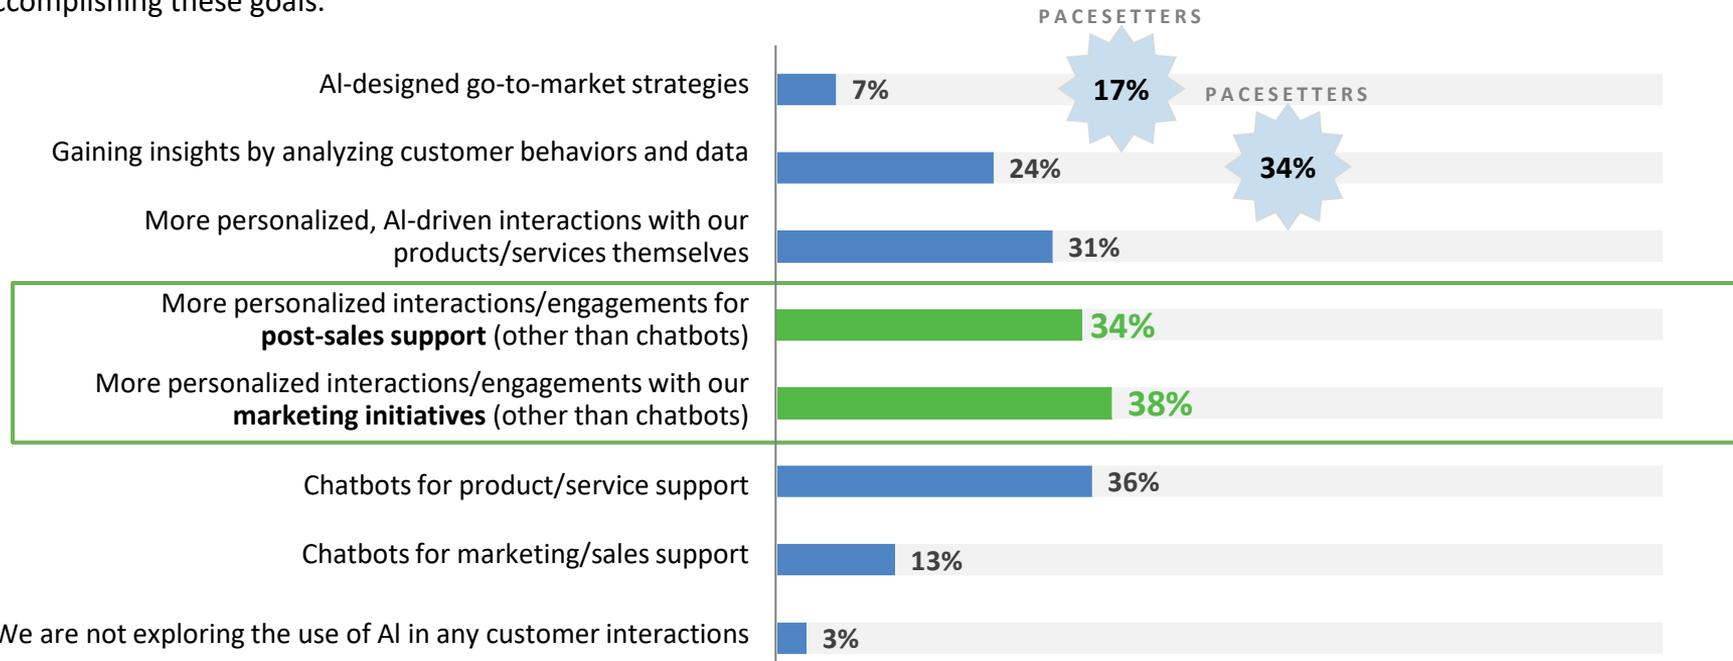 ccomplishing these goals.
PACESETTERS
AI-designed go-to-market strategies
7%
17%
PACESETTERS
Gaining insights by analyzing customer behaviors and data
24%
34%
More personalized, AI-driven interactions with our
products/services themselves
31%
More personalized interactions/engagements for
post-sales support (other than chatbots)
34%
More personalized interactions/engagements with our
marketing initiatives (other than chatbots)
38%
Chatbots for product/service support
36%
Chatbots for marketing/sales support
13%
We are not exploring the use of AI in any customer interactions
3%